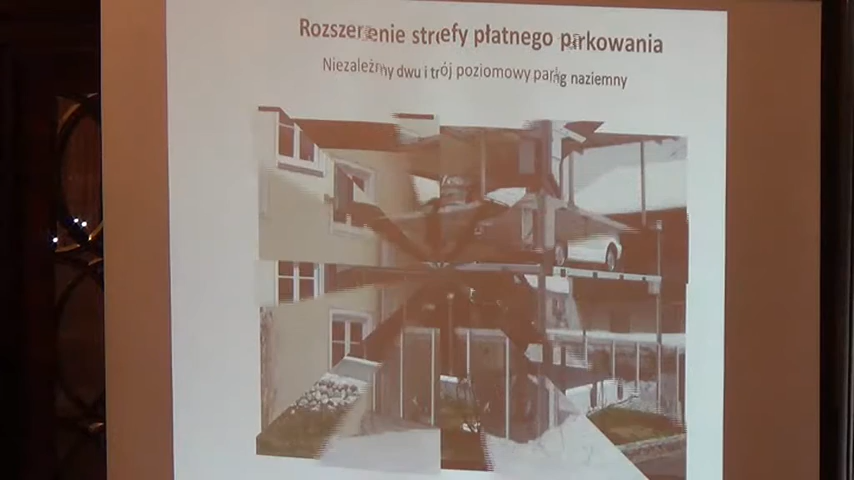 Rozszerzenie strefy płatnego parkowania
Niezależny dwu i trój poziomowy parking naziemny